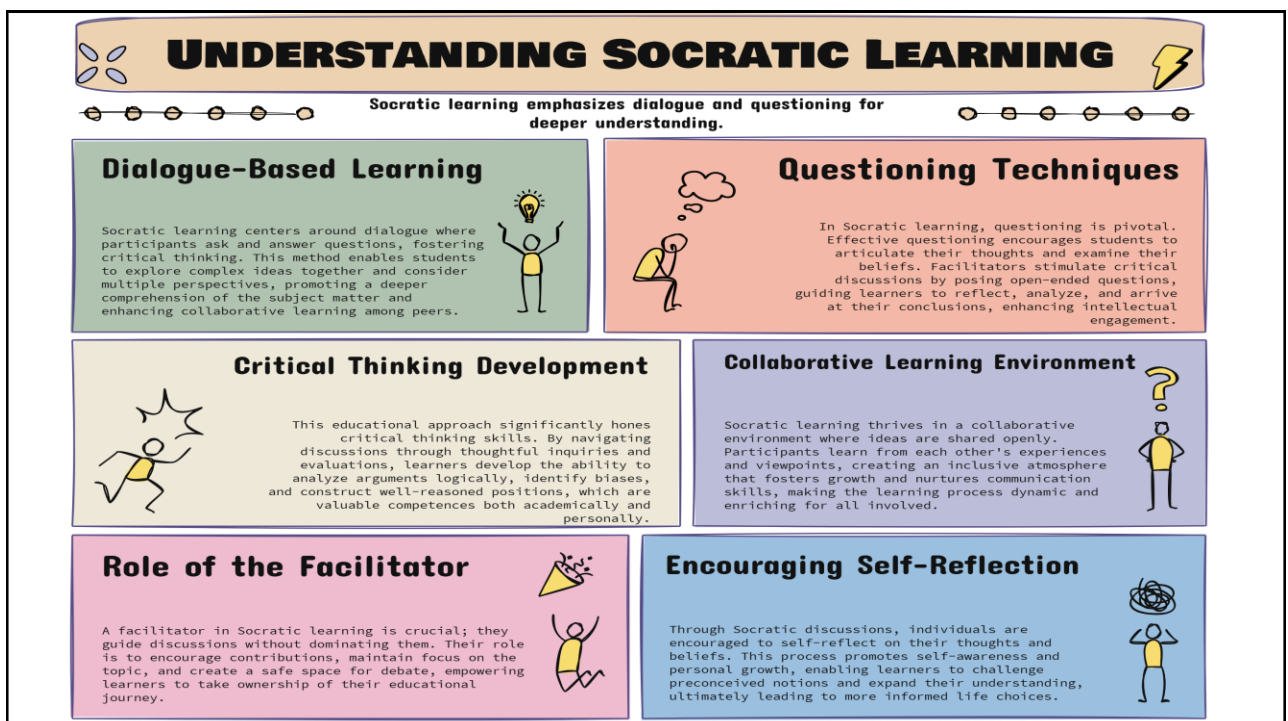 UNDERSTANDING SOCRATIC LEARNING
Socratic learning emphasizes dialogue and questioning for
deeper understanding.
Dialogue-Based Learning
Socratic learning centers around dialogue where
participants ask and answer questions, fostering
critical thinking. This method enables students
to explore complex ideas together and consider
multiple perspectives, promoting a deeper
comprehension of the subject matter and
enhancing collaborative learning among peers.
Questioning Techniques
In Socratic learning, questioning is pivotal.
Effective questioning encourages students to
articulate their thoughts and examine their
beliefs. Facilitators stimulate critical
discussions by posing open-ended questions,
guiding learners to reflect, analyze, and arrive
at their conclusions, enhancing intellectual
engagement.
Critical Thinking Development
This educational approach significantly hones
critical thinking skills. By navigating
discussions through thoughtful inquiries and
evaluations, learners develop the ability to
analyze arguments logically, identify biases,
and construct well-reasoned positions, which are
valuable competences both academically and
personally.
Collaborative Learning Environment
?
Socratic learning thrives in a collaborative
environment where ideas are shared openly.
Participants learn from each other's experiences
and viewpoints, creating an inclusive atmosphere
that fosters growth and nurtures communication
skills, making the learning process dynamic and
enriching for all involved.
Role of the Facilitator
A facilitator in Socratic learning is crucial; they
guide discussions without dominating them. Their role
is to encourage contributions, maintain focus on the
topic, and create a safe space for debate, empowering
learners to take ownership of their educational
journey.
Encouraging Self-Reflection
Through Socratic discussions, individuals are
encouraged to self-reflect on their thoughts and
beliefs. This process promotes self-awareness and
personal growth, enabling learners to challenge
preconceived notions and expand their understanding,
ultimately leading to more informed life choices.